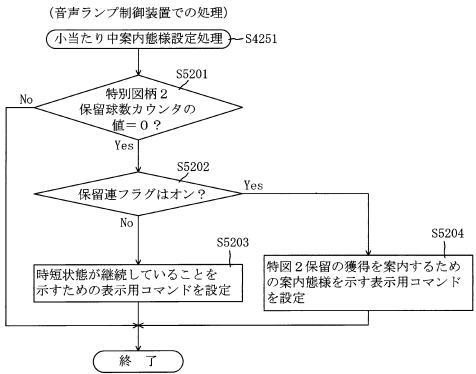 （音声ランプ制御装置での処理）
小当たり中案内態様設定処理
S4251
S5201
特別図柄２
保留球数カウンタの
値＝０？
No
Yes
S5202
保留連フラグはオン？
Yes
No
S5203
時短状態が継続していることを
示すための表示用コマンドを設定
S5204
特図２保留の獲得を案内するため
の案内態様を示す表示用コマンド
を設定
終　了